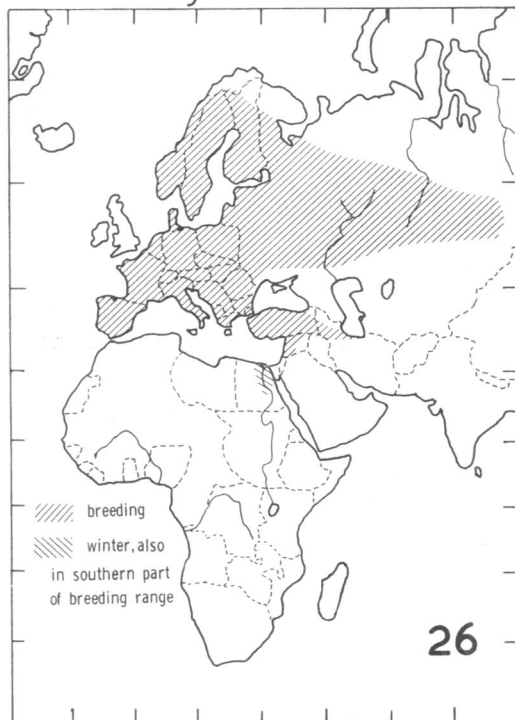 breeding
winter, also
in southern part
of breeding range
26